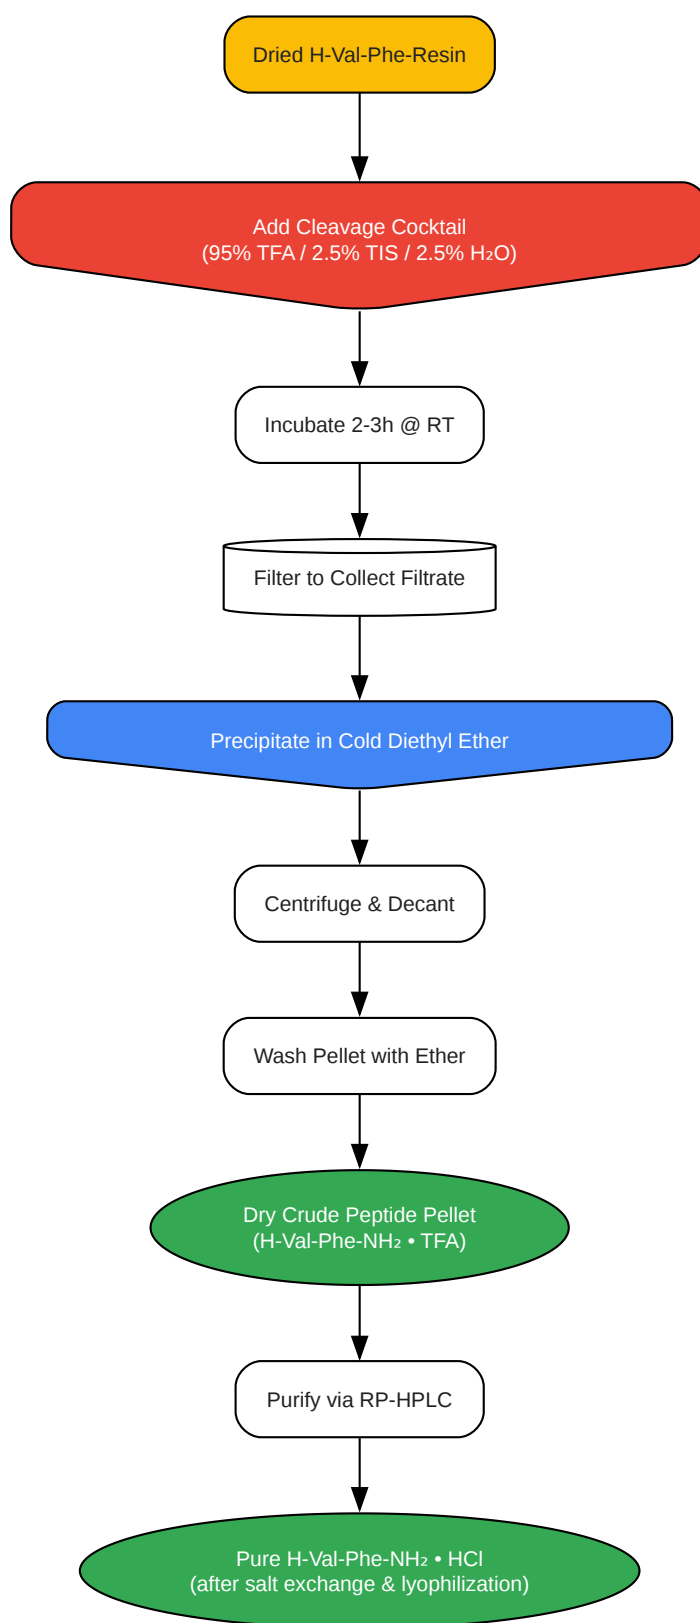 Dried H-Val-Phe-Resin
Add Cleavage Cocktail
(95% TFA / 2.5% TIS / 2.5% H₂O)
Incubate 2-3h @ RT
Filter to Collect Filtrate
Precipitate in Cold Diethyl Ether
Centrifuge & Decant
Wash Pellet with Ether
Dry Crude Peptide Pellet
(H-Val-Phe-NH₂ • TFA)
Purify via RP-HPLC
Pure H-Val-Phe-NH₂ • HCl
(after salt exchange & lyophilization)